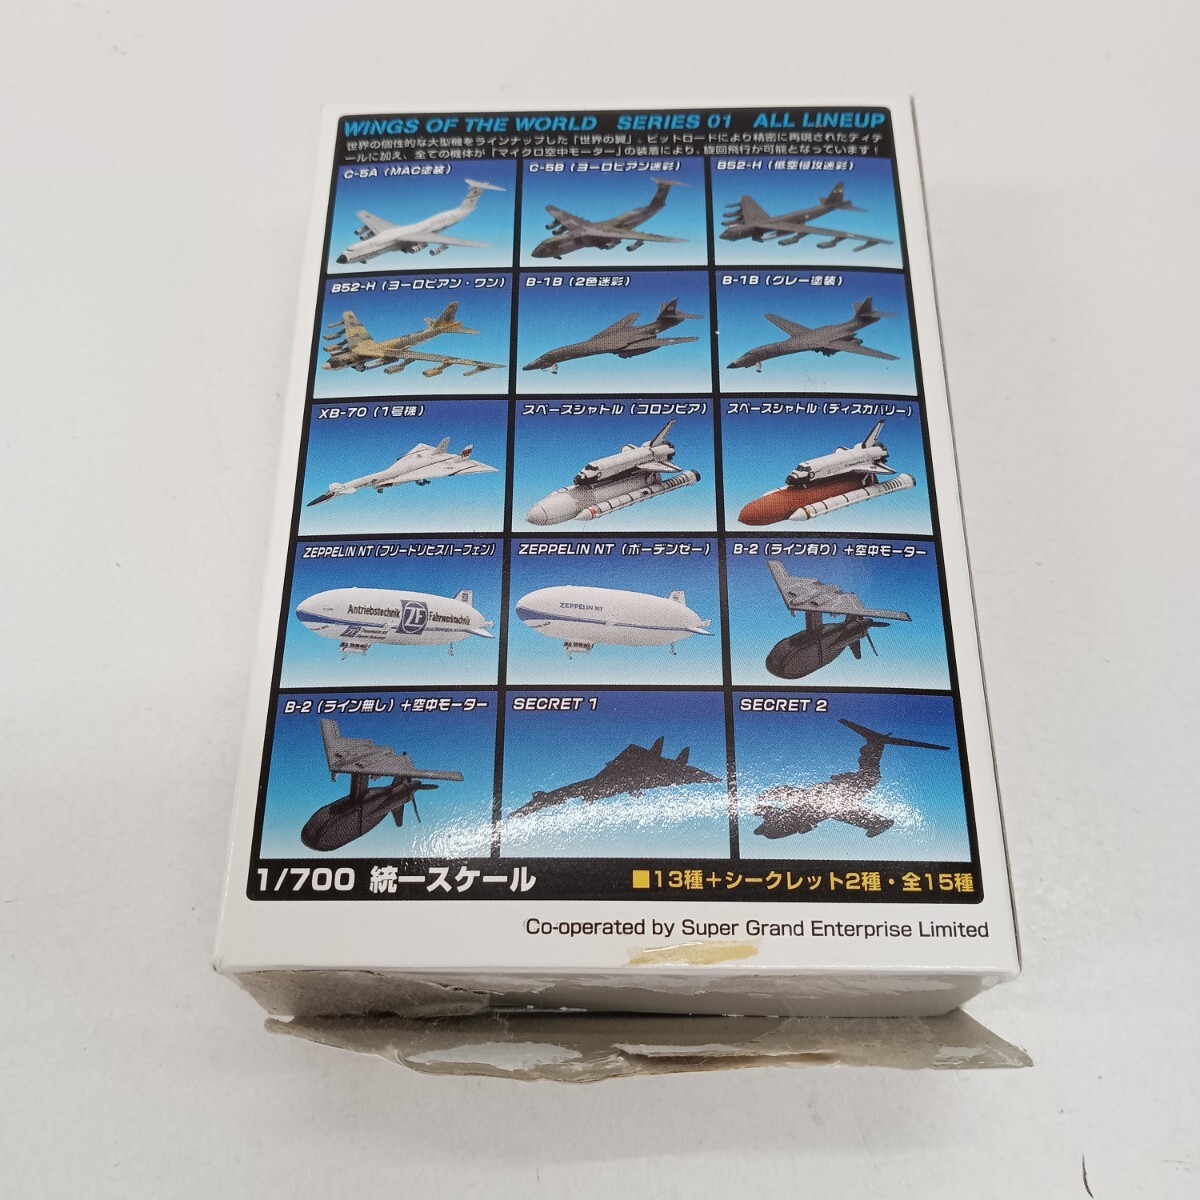 WINGS OF THE WORLD SERIES 01 ALL LINEUP
世界の個性的な大型機をラインナップした「世界の翼」。ピットロードにより精密に再現されたディテ
ールに加え、全ての機体が「マイクロ空中モーター」の装着により、旋回飛行が可能となっています！
C-5A（MAC塗装）
C-5B（ヨーロピアン迷彩）
B52-H（低空侵攻迷彩）
B52-H（ヨーロピアン・ワン）
B-1B（2色迷彩）
B-1B（グレー塗装）
XB-70（1号機）
スペースシャトル（コロンビア）
スペースシャトル（ディスカバリー）
ZEPPELIN NT（フリードリヒスハーフェン）
ZEPPELIN NT（ボーデンゼー）
B-2（ライン有り）＋空中モーター
Antriebstechnik ZF Fahrwerktechnik
ZEPPELIN NT
B-2（ライン無し）＋空中モーター
SECRET 1
SECRET 2
1/700 統一スケール
■13種＋シークレット2種・全15種
Co-operated by Super Grand Enterprise Limited